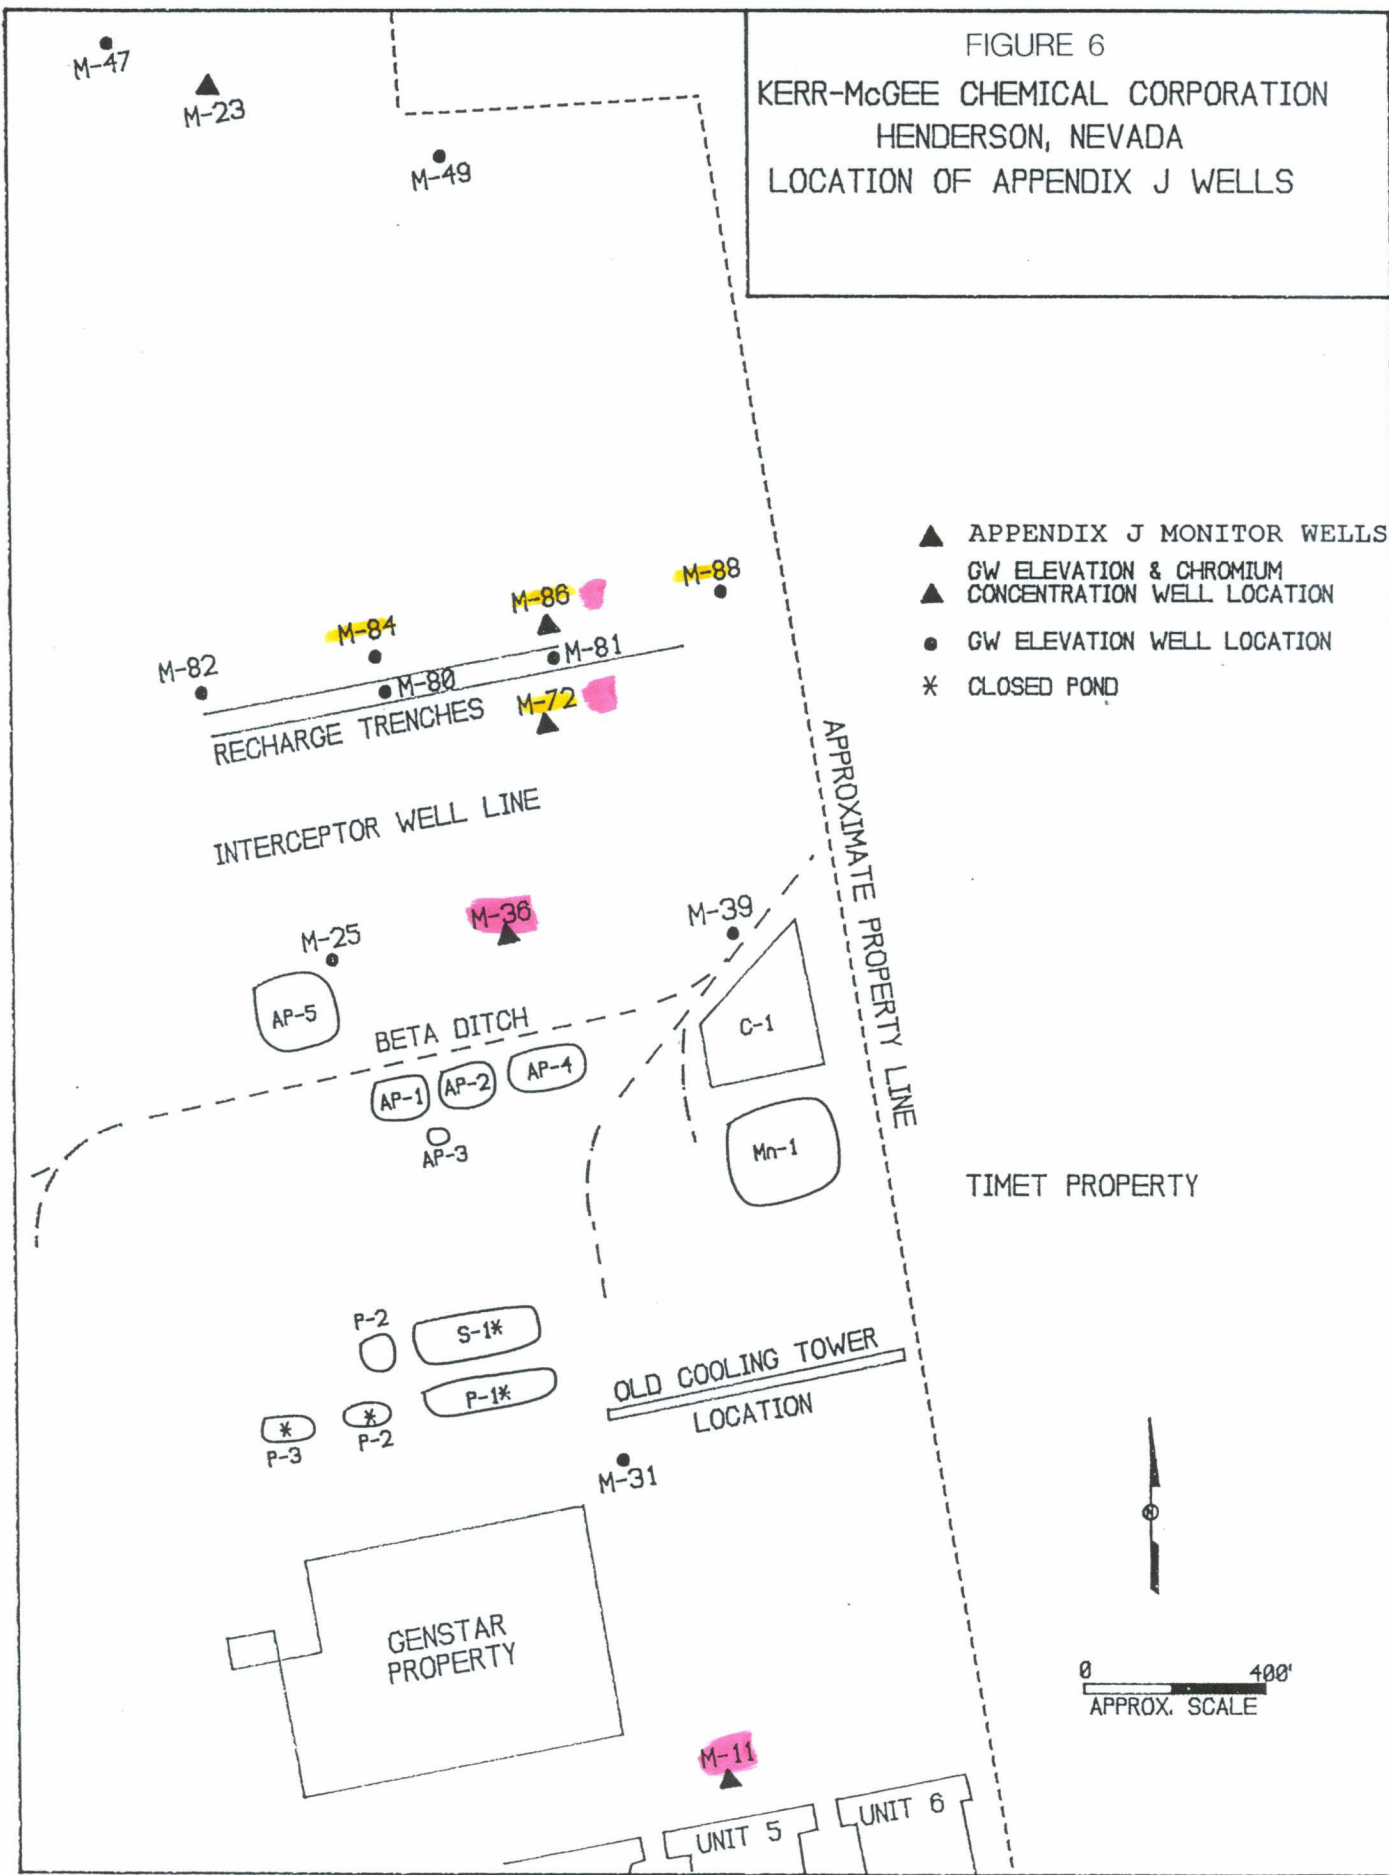 FIGURE 6
KERR-McGEE CHEMICAL CORPORATION
HENDERSON, NEVADA
LOCATION OF APPENDIX J WELLS
M-47
M-23
M-49
▲ APPENDIX J MONITOR WELLS
▲ GW ELEVATION & CHROMIUM
CONCENTRATION WELL LOCATION
● GW ELEVATION WELL LOCATION
* CLOSED POND
M-88
M-86
M-84
M-82
M-81
M-80
M-72
RECHARGE TRENCHES
INTERCEPTOR WELL LINE
APPROXIMATE PROPERTY LINE
M-36
M-39
M-25
AP-5
BETA DITCH
C-1
AP-1
AP-2
AP-4
AP-3
Mn-1
TIMET PROPERTY
P-2
S-1*
P-1*
OLD COOLING TOWER
LOCATION
*
P-3
*
P-2
M-31
GENSTAR
PROPERTY
0 400'
APPROX. SCALE
M-11
UNIT 5
UNIT 6